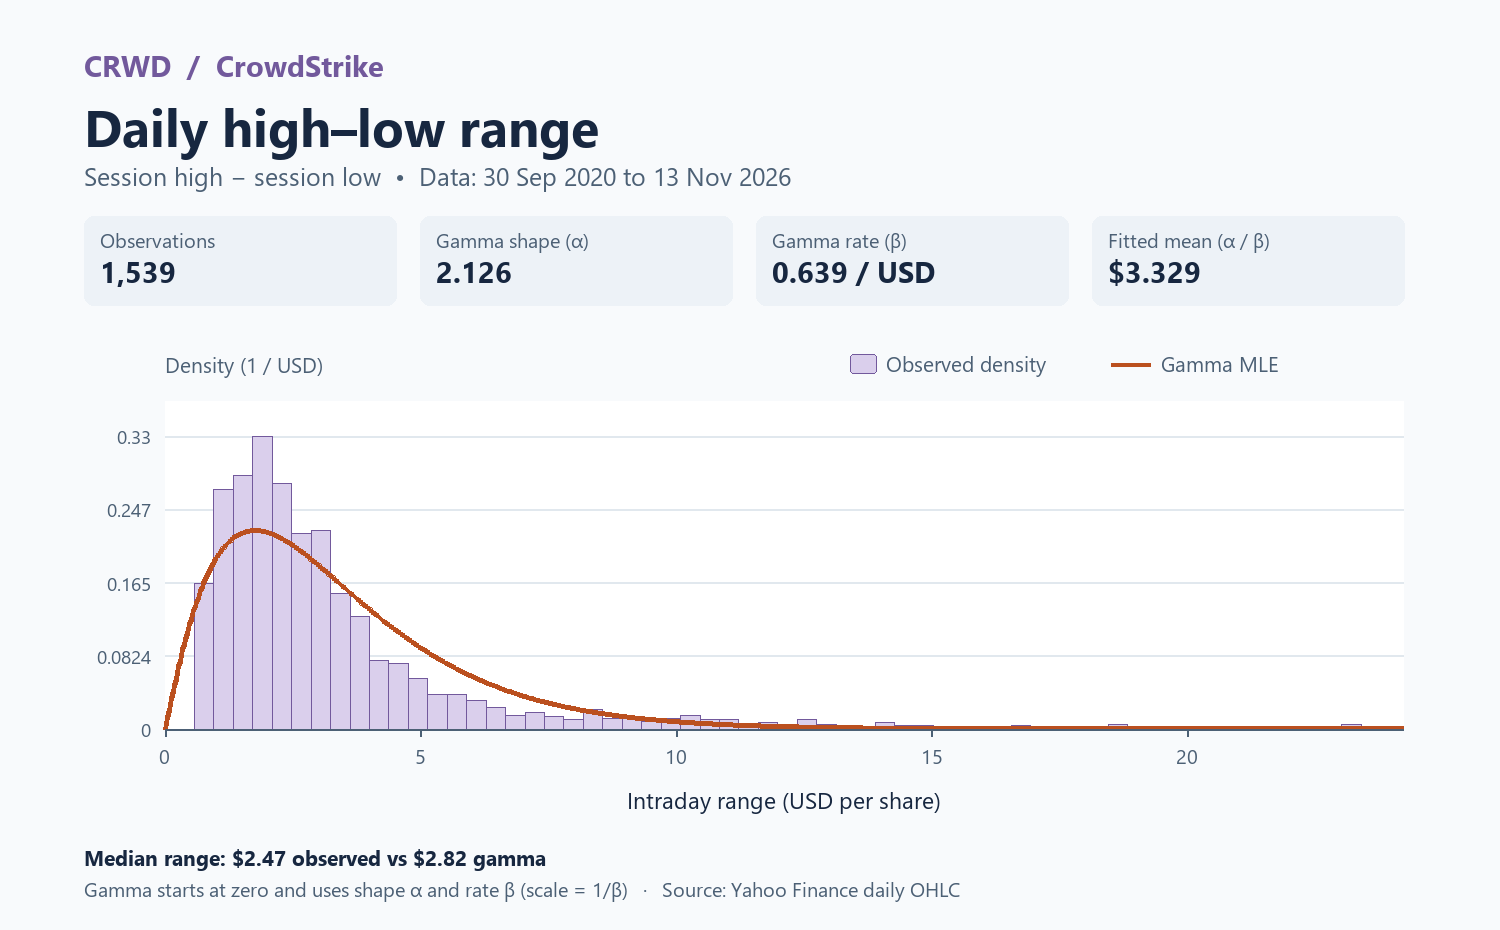 CRWD / CrowdStrike
Daily high–low range
Session high − session low • Data: 30 Sep 2020 to 13 Nov 2026
Observations
1,539
Gamma shape (α)
2.126
Gamma rate (β)
0.639 / USD
Fitted mean (α / β)
$3.329
Density (1 / USD)
Observed density
Gamma MLE
0.33
0.247
0.165
0.0824
0
0
5
10
15
20
Intraday range (USD per share)
Median range: $2.47 observed vs $2.82 gamma
Gamma starts at zero and uses shape α and rate β (scale = 1/β) · Source: Yahoo Finance daily OHLC